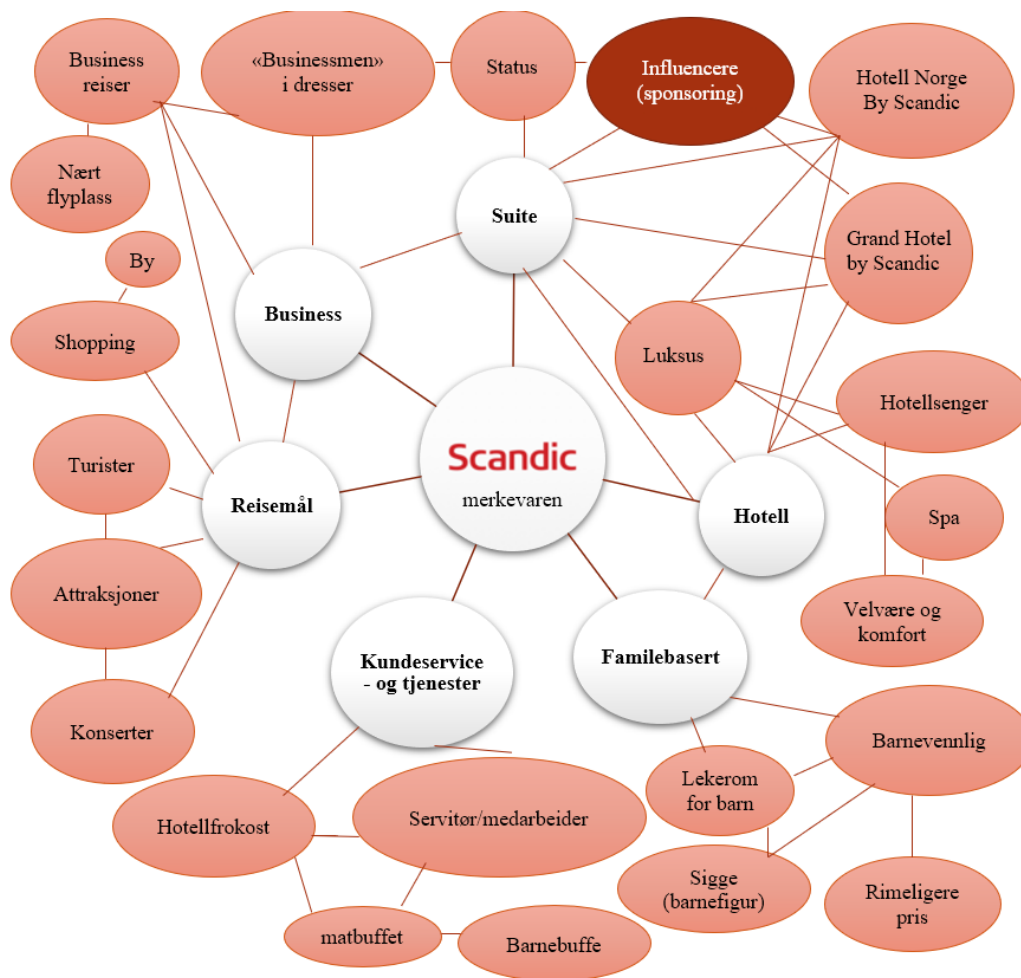 Business
reiser
«Businessmen»
i dresser
Status
Influencere
(sponsoring)
Hotell Norge
By Scandic
Nært
flyplass
Suite
By
Grand Hotel
by Scandic
Business
Shopping
Luksus
Hotellsenger
Scandic
merkevaren
Turister
Reisemål
Hotell
Spa
Attraksjoner
Velvære og
komfort
Kundeservice
- og tjenester
Familebasert
Konserter
Barnevennlig
Lekerom
for barn
Hotellfrokost
Servitør/medarbeider
Sigge
(barnefigur)
Rimeligere
pris
matbuffet
Barnebuffe